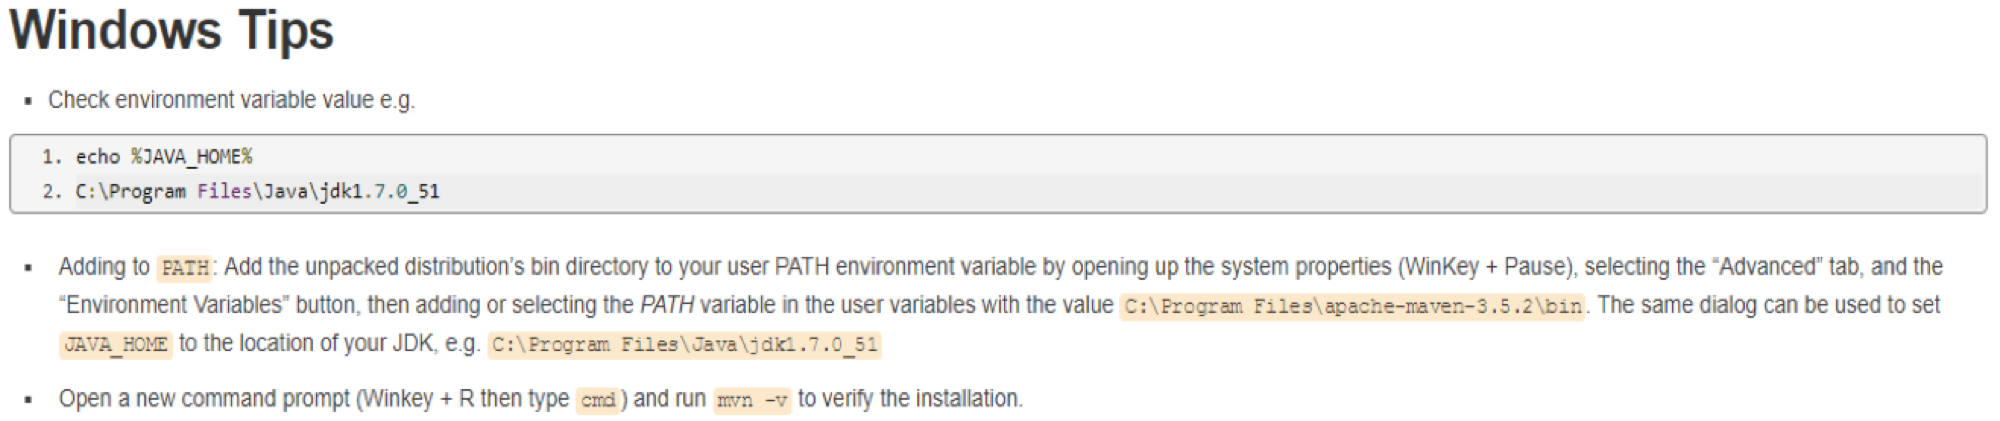 Windows Tips
▪ Check environment variable value e.g.
1. echo %JAVA_HOME%
2. C:\Program Files\Java\jdk1.7.0_51
▪ Adding to PATH: Add the unpacked distribution’s bin directory to your user PATH environment variable by opening up the system properties (WinKey + Pause), selecting the “Advanced” tab, and the
“Environment Variables” button, then adding or selecting the PATH variable in the user variables with the value C:\Program Files\apache-maven-3.5.2\bin. The same dialog can be used to set
JAVA_HOME to the location of your JDK, e.g. C:\Program Files\Java\jdk1.7.0_51
▪ Open a new command prompt (Winkey + R then type cmd) and run mvn -v to verify the installation.